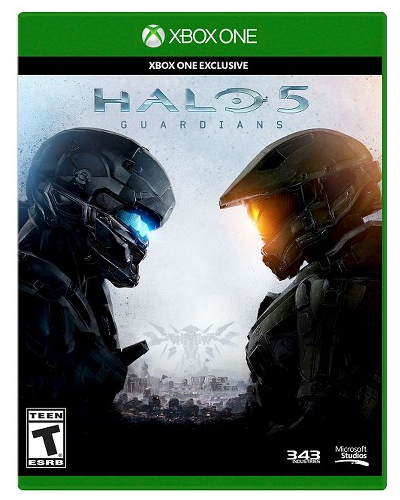 XBOX ONE
XBOX ONE EXCLUSIVE
HALO 5
GUARDIANS
TEEN
T
ESRB
343
INDUSTRIES
Microsoft
Studios